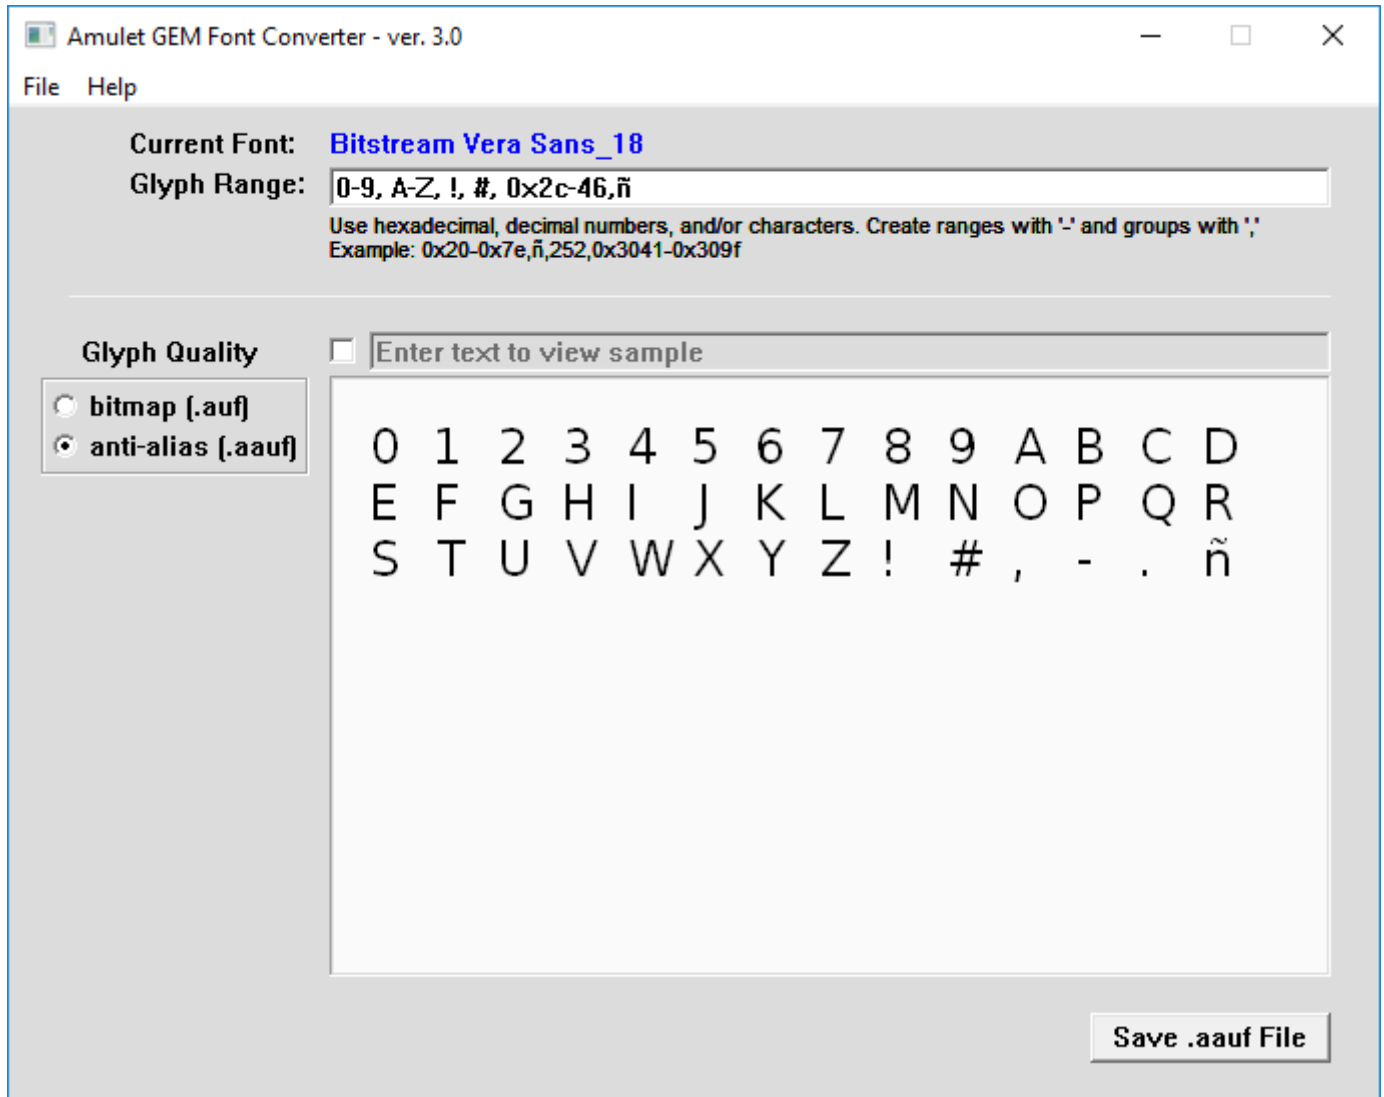 Amulet GEM Font Converter - ver. 3.0
File Help
Current Font: Bitstream Vera Sans_18
Glyph Range: 0-9, A-Z, !, #, 0x2c-46,ñ
Use hexadecimal, decimal numbers, and/or characters. Create ranges with '-' and groups with ','
Example: 0x20-0x7e,ñ,252,0x3041-0x309f
Glyph Quality Enter text to view sample
bitmap (.auf)
anti-alias (.aauf)
0 1 2 3 4 5 6 7 8 9 A B C D
E F G H I J K L M N O P Q R
S T U V W X Y Z ! # , - . ñ
Save .aauf File